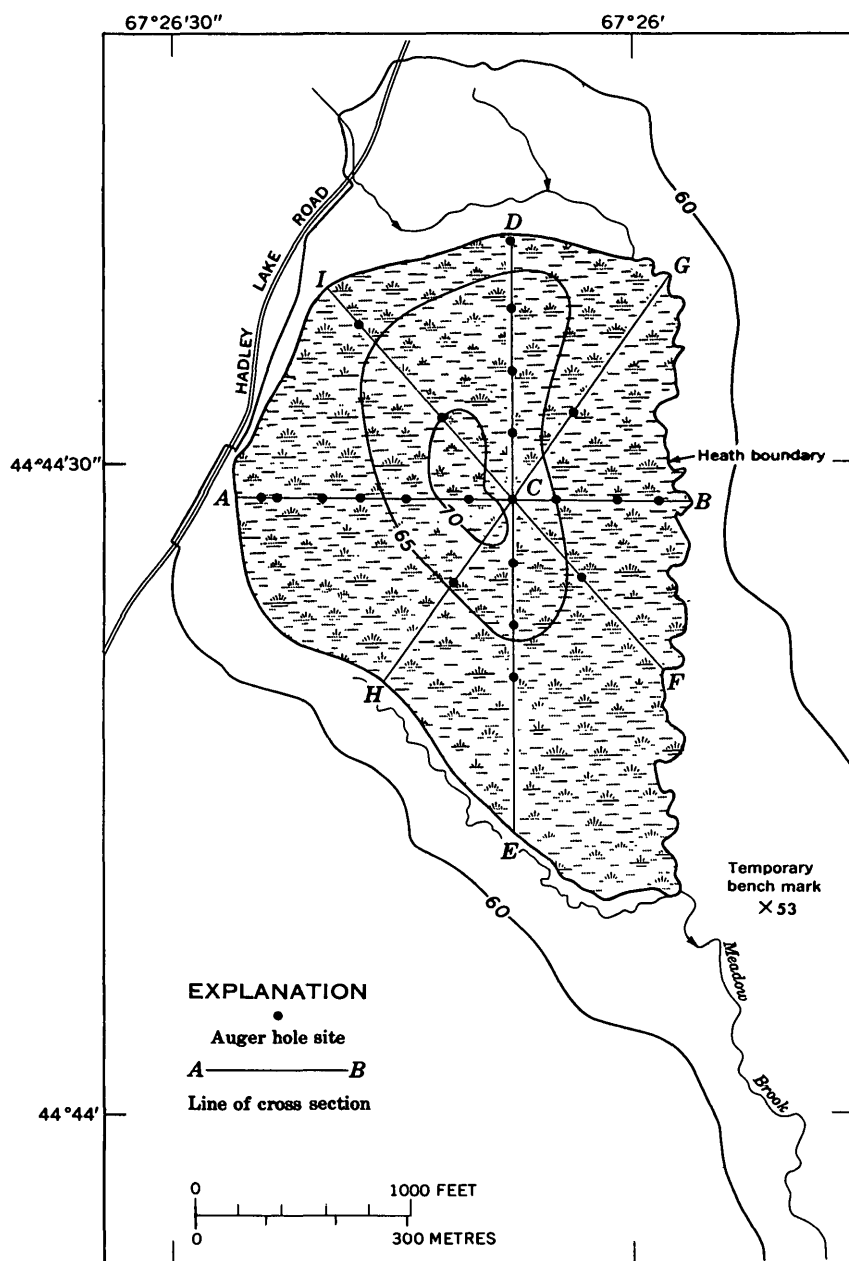 67°26'30"
67°26'
60
HADLEY LAKE ROAD
D
G
I
44°44'30"
Heath boundary
A
C
B
70
65
H
F
E
Temporary
bench mark
×53
60
Meadow
Brook
EXPLANATION
Auger hole site
A B
Line of cross section
44°44'
0 1000 FEET
0 300 METRES